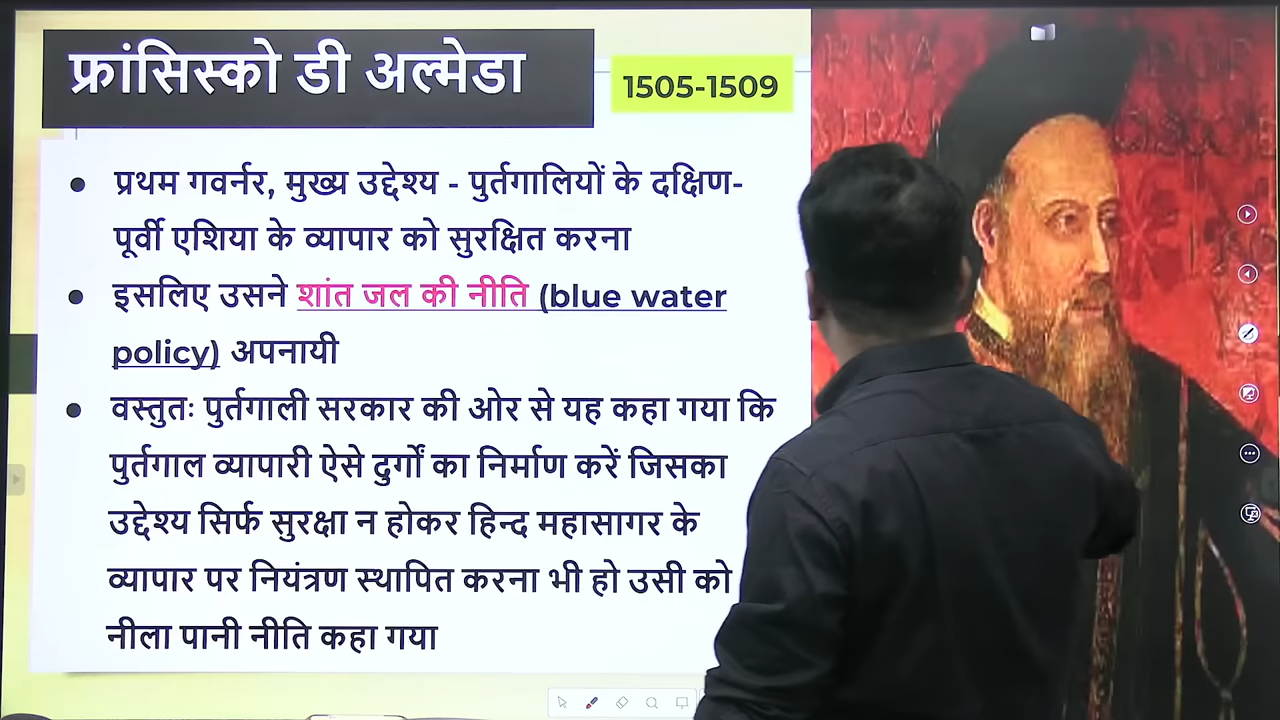 फ्रांसिस्को डी अल्मेडा
1505-1509
प्रथम गवर्नर, मुख्य उद्देश्य - पुर्तगालियों के दक्षिण-
पूर्वी एशिया के व्यापार को सुरक्षित करना
इसलिए उसने शांत जल की नीति (blue water
policy) अपनायी
वस्तुतः पुर्तगाली सरकार की ओर से यह कहा गया कि
पुर्तगाल व्यापारी ऐसे दुर्गों का निर्माण करें जिसका
उद्देश्य सिर्फ सुरक्षा न होकर हिन्द महासागर के
व्यापार पर नियंत्रण स्थापित करना भी हो उसी को
नीला पानी नीति कहा गया